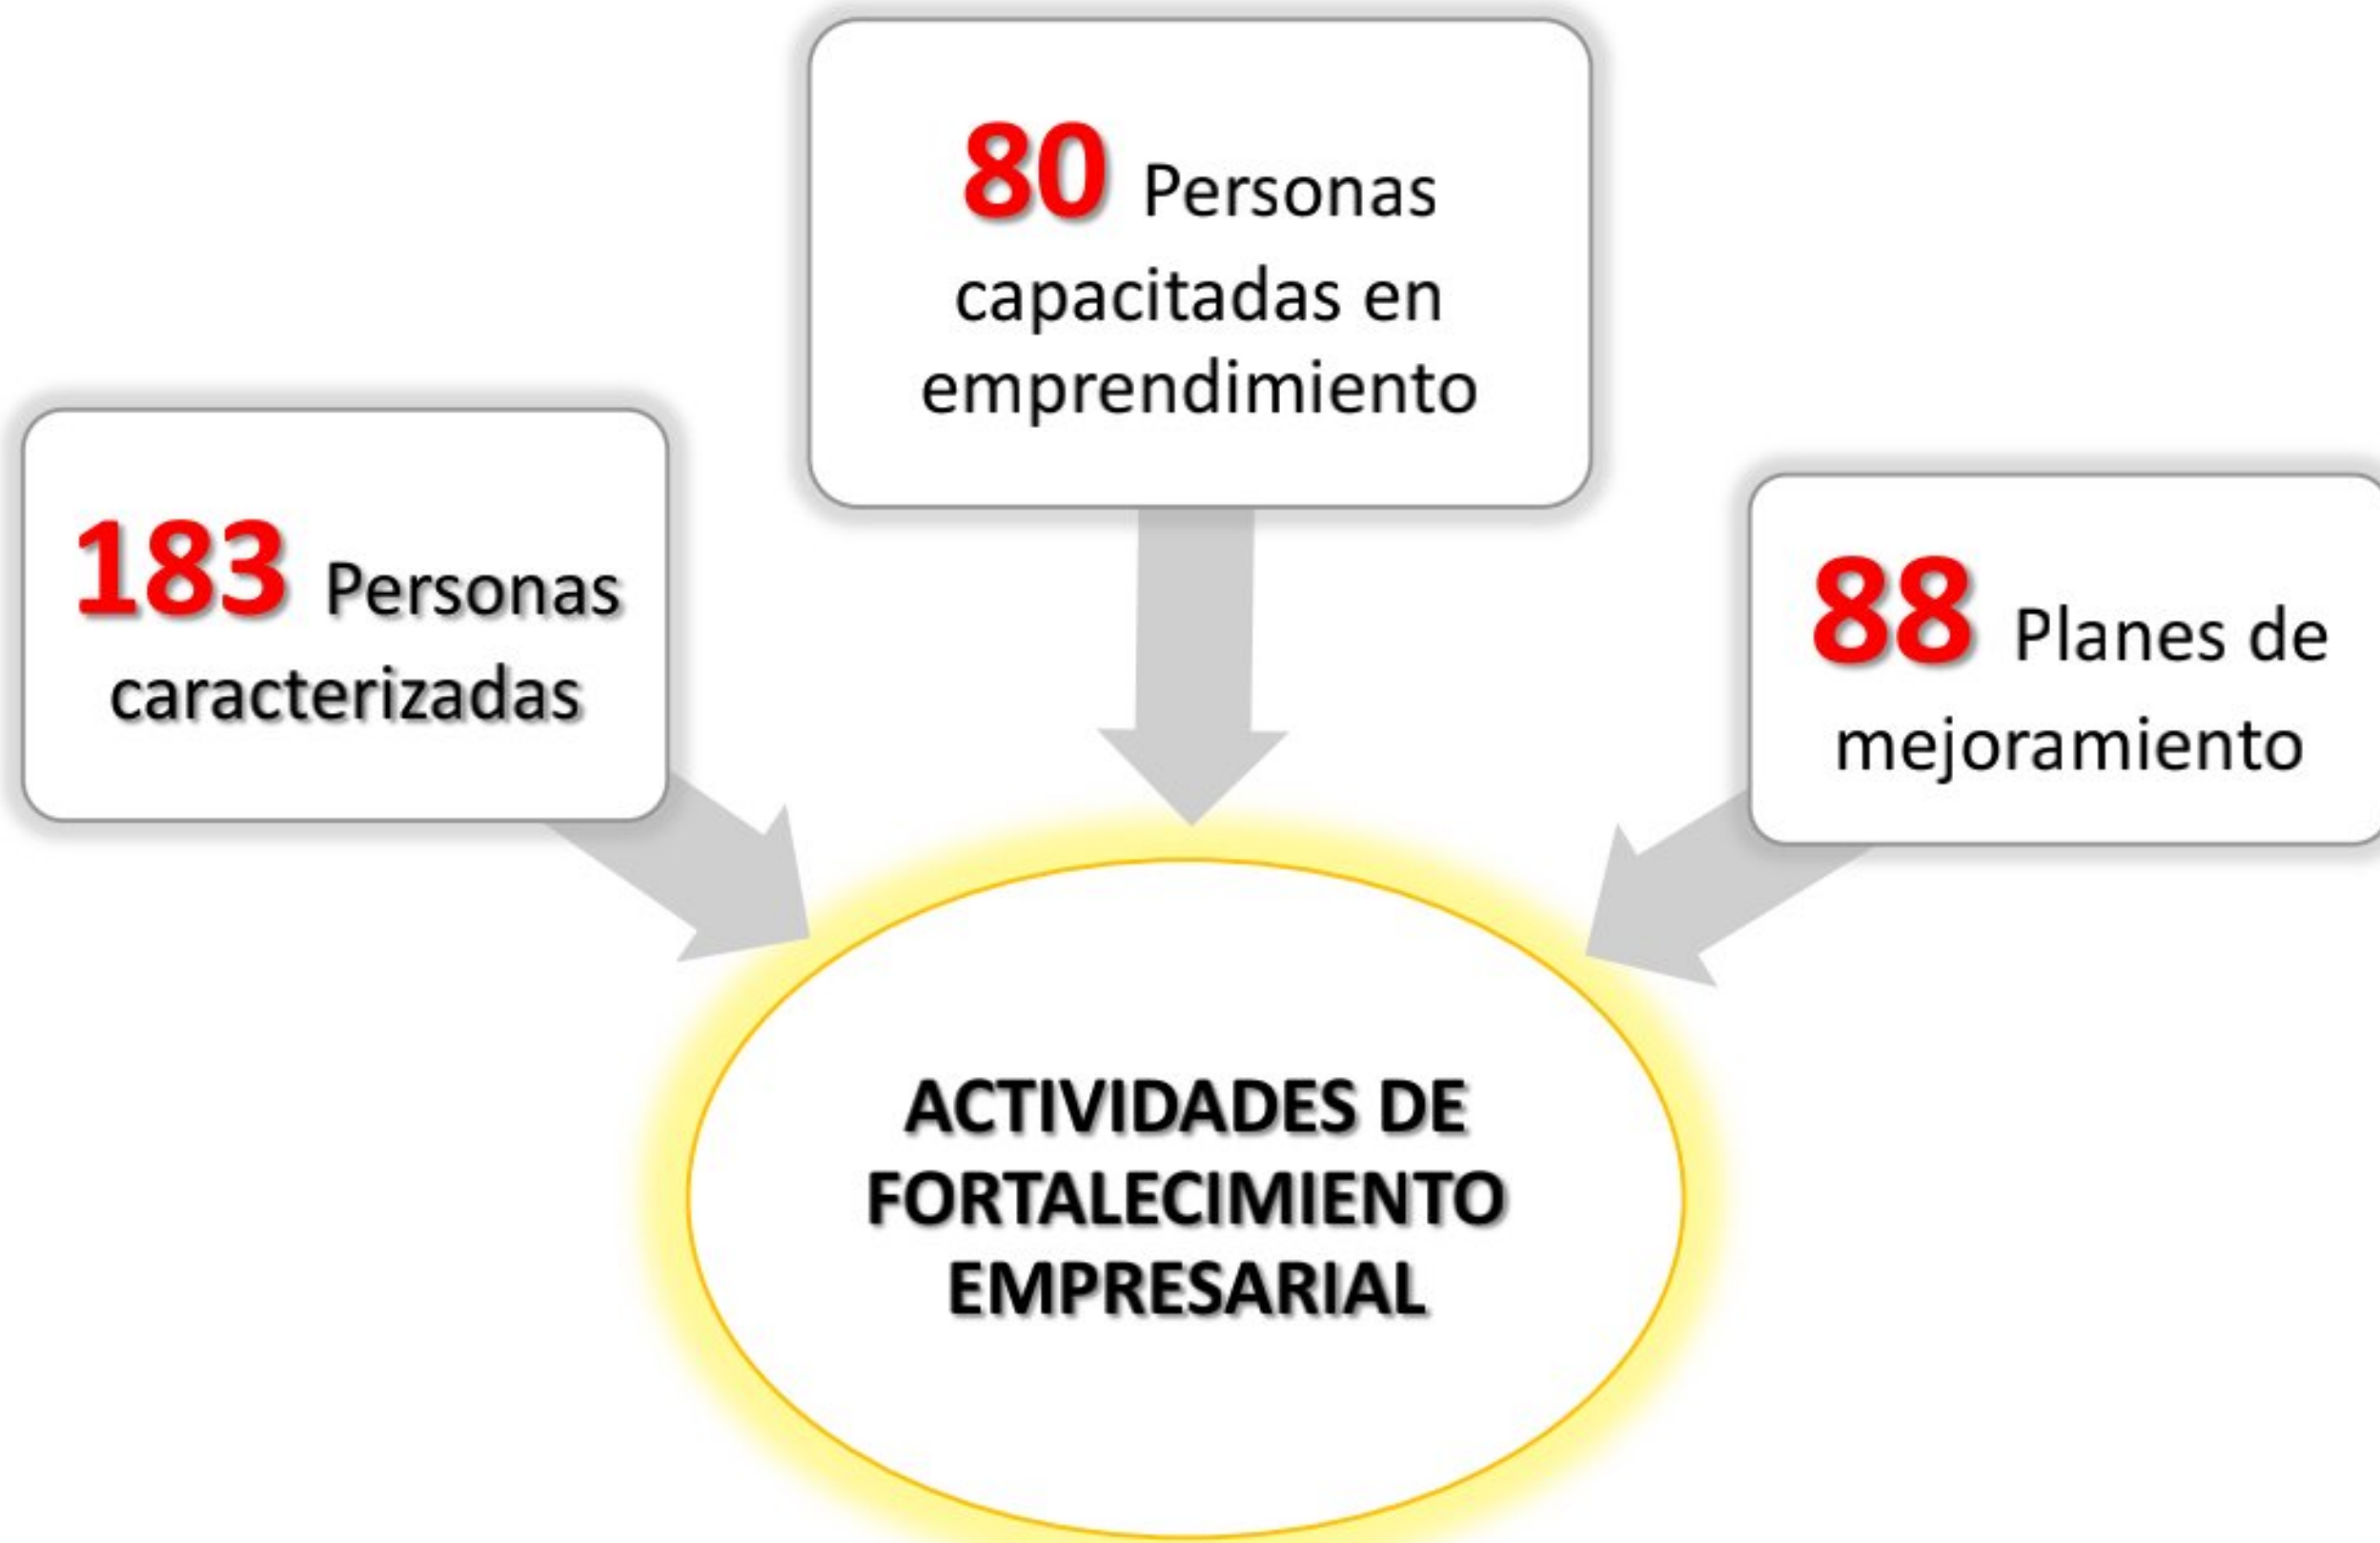 80 Personas
capacitadas en
emprendimiento
183 Personas
caracterizadas
88 Planes de
mejoramiento
ACTIVIDADES DE
FORTALECIMIENTO
EMPRESARIAL